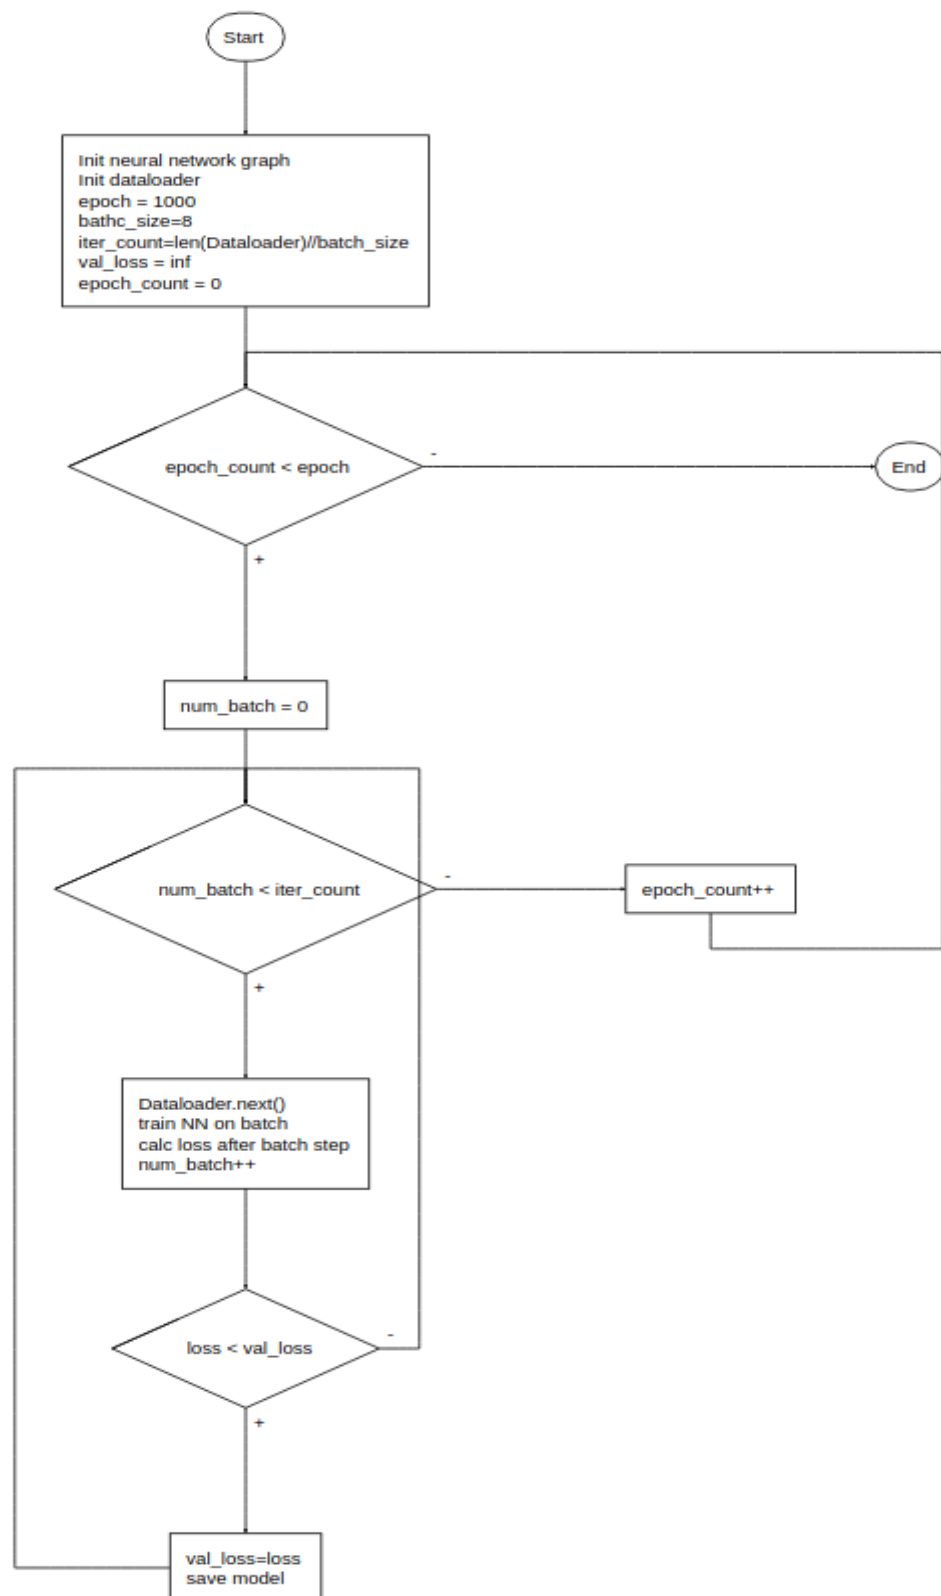 Start
Init neural network graph
Init dataloader
epoch = 1000
bathc_size=8
iter_count=len(Dataloader)//batch_size
val_loss = inf
epoch_count = 0
epoch_count < epoch
-
End
+
num_batch = 0
num_batch < iter_count
-
epoch_count++
+
Dataloader.next()
train NN on batch
calc loss after batch step
num_batch++
loss < val_loss
-
+
val_loss=loss
save model